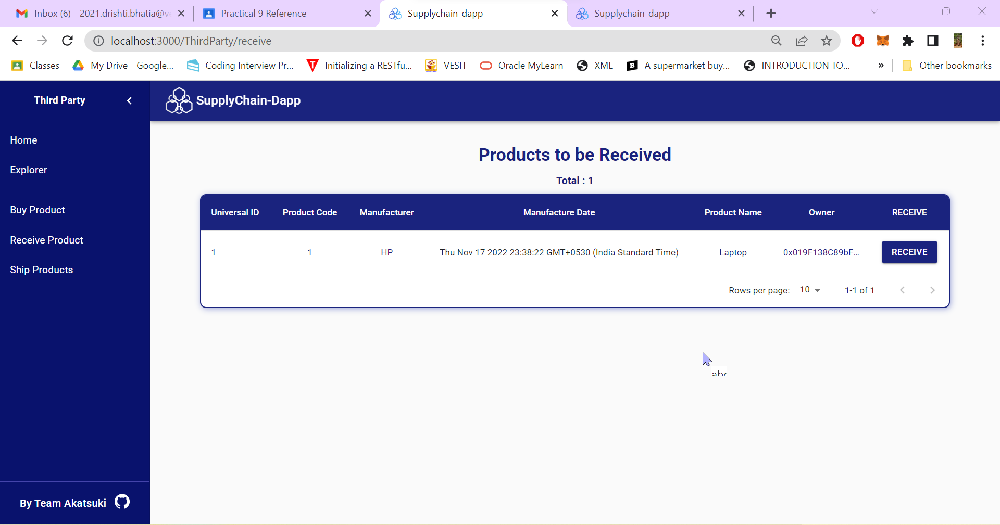 Inbox (6) - 2021.drishti.bhatia@v
Practical 9 Reference
Supplychain-dapp
Supplychain-dapp
localhost:3000/ThirdParty/receive
Classes
My Drive - Google...
Coding Interview Pr...
Initializing a RESTfu...
VESIT
Oracle MyLearn
XML
A supermarket buy...
INTRODUCTION TO...
»
Other bookmarks
Third Party
SupplyChain-Dapp
Home
Explorer
Buy Product
Receive Product
Ship Products
By Team Akatsuki
Products to be Received
Total : 1
Universal ID Product Code Manufacturer Manufacture Date Product Name Owner RECEIVE
1 1 HP Thu Nov 17 2022 23:38:22 GMT+0530 (India Standard Time) Laptop 0x019F138C89bF... RECEIVE
Rows per page: 10 1-1 of 1